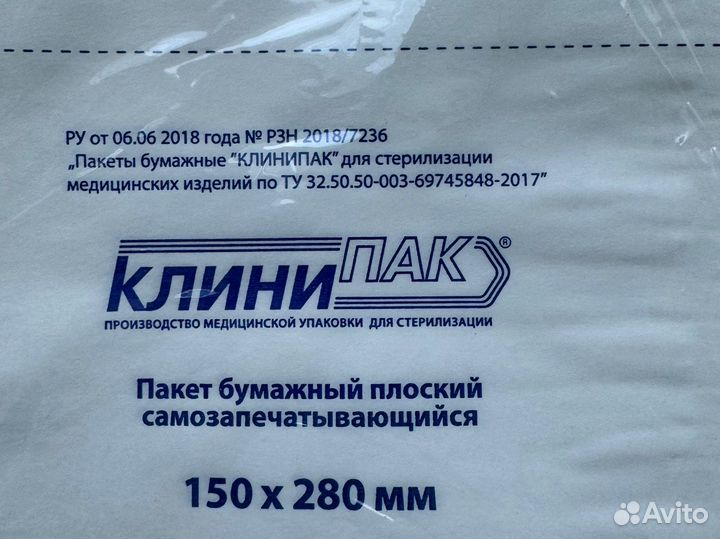 РУ от 06.06 2018 года № РЗН 2018/7236
„Пакеты бумажные "КЛИНИПАК" для стерилизации
медицинских изделий по ТУ 32.50.50-003-69745848-2017"
КЛИНИПАК®
ПРОИЗВОДСТВО МЕДИЦИНСКОЙ УПАКОВКИ ДЛЯ СТЕРИЛИЗАЦИИ
Пакет бумажный плоский
самозапечатывающийся
150 х 280 мм
Avito